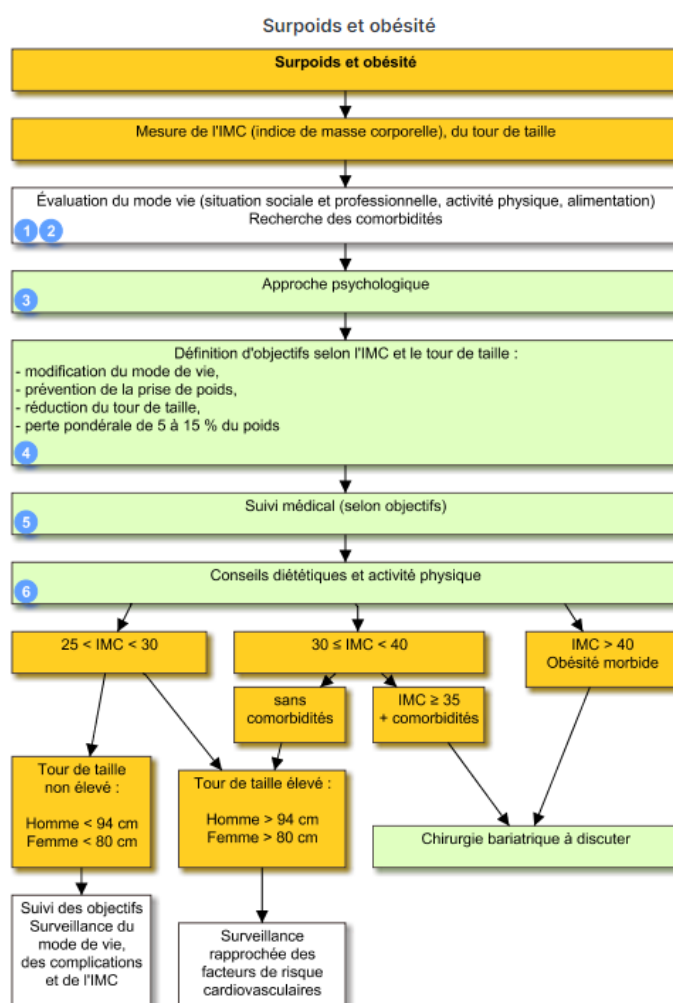 Surpoids et obésité
Surpoids et obésité
Mesure de l'IMC (indice de masse corporelle), du tour de taille
Évaluation du mode vie (situation sociale et professionnelle, activité physique, alimentation)
Recherche des comorbidités
1 2
Approche psychologique
3
Définition d'objectifs selon l'IMC et le tour de taille :
- modification du mode de vie,
- prévention de la prise de poids,
- réduction du tour de taille,
- perte pondérale de 5 à 15 % du poids
4
Suivi médical (selon objectifs)
5
Conseils diététiques et activité physique
6
25 < IMC < 30
30 ≤ IMC < 40
IMC > 40
Obésité morbide
sans
comorbidités
IMC ≥ 35
+ comorbidités
Tour de taille
non élevé :
Homme < 94 cm
Femme < 80 cm
Tour de taille élevé :
Homme > 94 cm
Femme > 80 cm
Chirurgie bariatrique à discuter
Suivi des objectifs
Surveillance du
mode de vie,
des complications
et de l'IMC
Surveillance
rapprochée des
facteurs de risque
cardiovasculaires